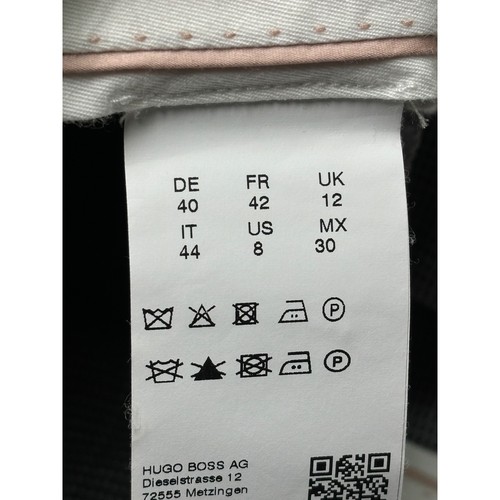 DE FR UK
40 42 12
IT US MX
44 8 30
P
P
HUGO BOSS AG
Dieselstrasse 12
72555 Metzingen